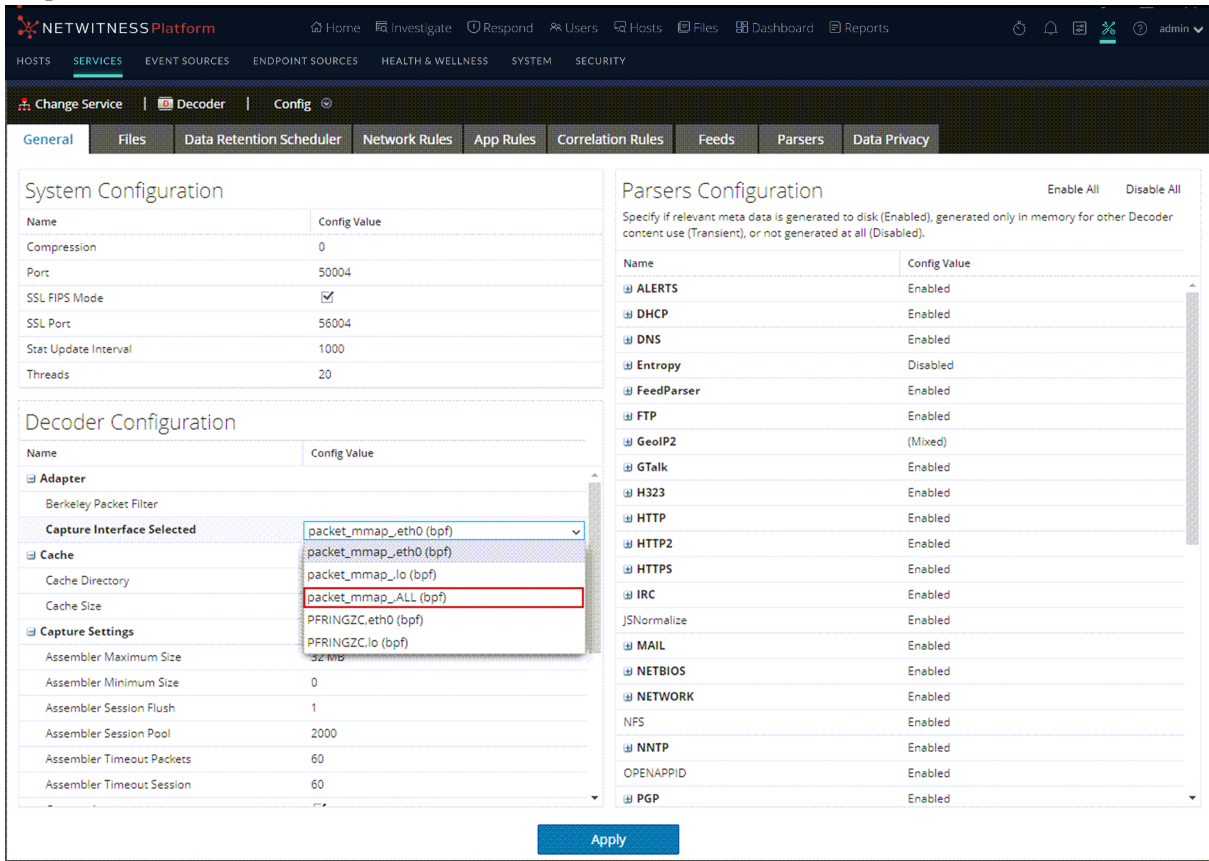 NETWITNESS Platform
Home Investigate Respond Users Hosts Files Dashboard Reports admin
HOSTS SERVICES EVENT SOURCES ENDPOINT SOURCES HEALTH & WELLNESS SYSTEM SECURITY
Change Service | Decoder | Config
General Files Data Retention Scheduler Network Rules App Rules Correlation Rules Feeds Parsers Data Privacy
System Configuration
Name Config Value
Compression 0
Port 50004
SSL FIPS Mode
SSL Port 56004
Stat Update Interval 1000
Threads 20
Decoder Configuration
Name Config Value
Adapter
Berkeley Packet Filter
Capture Interface Selected packet_mmap_,eth0 (bpf)
packet_mmap_,eth0 (bpf)
packet_mmap_,lo (bpf)
packet_mmap_,ALL (bpf)
PFRINGZC,eth0 (bpf)
PFRINGZC,lo (bpf)
Cache
Cache Directory
Cache Size
Capture Settings
Assembler Maximum Size 32 MB
Assembler Minimum Size 0
Assembler Session Flush 1
Assembler Session Pool 2000
Assembler Timeout Packets 60
Assembler Timeout Session 60
Parsers Configuration Enable All Disable All
Specify if relevant meta data is generated to disk (Enabled), generated only in memory for other Decoder
content use (Transient), or not generated at all (Disabled).
Name Config Value
ALERTS Enabled
DHCP Enabled
DNS Enabled
Entropy Disabled
FeedParser Enabled
FTP Enabled
GeoIP2 (Mixed)
GTalk Enabled
H323 Enabled
HTTP Enabled
HTTP2 Enabled
HTTPS Enabled
IRC Enabled
JSNormalize Enabled
MAIL Enabled
NETBIOS Enabled
NETWORK Enabled
NFS Enabled
NNTP Enabled
OPENAPPID Enabled
PGP Enabled
Apply